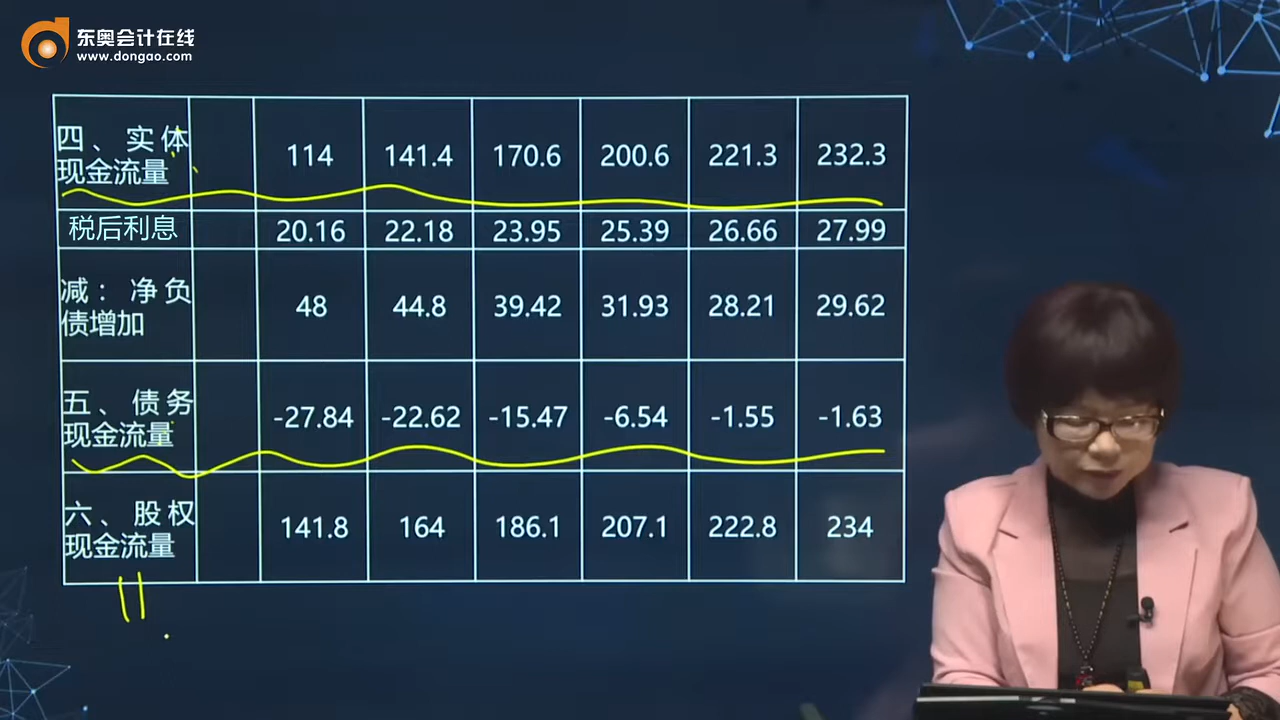 东奥会计在线
www.dongao.com
四、实体
现金流量
114 141.4 170.6 200.6 221.3 232.3
税后利息 20.16 22.18 23.95 25.39 26.66 27.99
减：净负
债增加
48 44.8 39.42 31.93 28.21 29.62
五、债务
现金流量
-27.84 -22.62 -15.47 -6.54 -1.55 -1.63
六、股权
现金流量
141.8 164 186.1 207.1 222.8 234